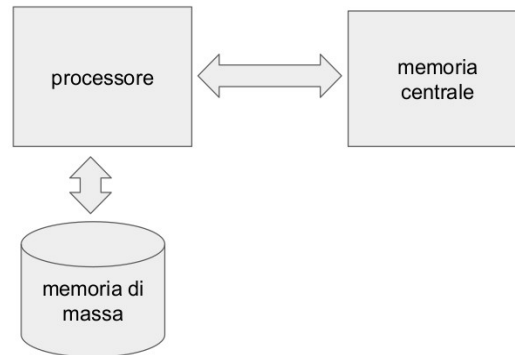 processore
memoria
centrale
memoria di
massa